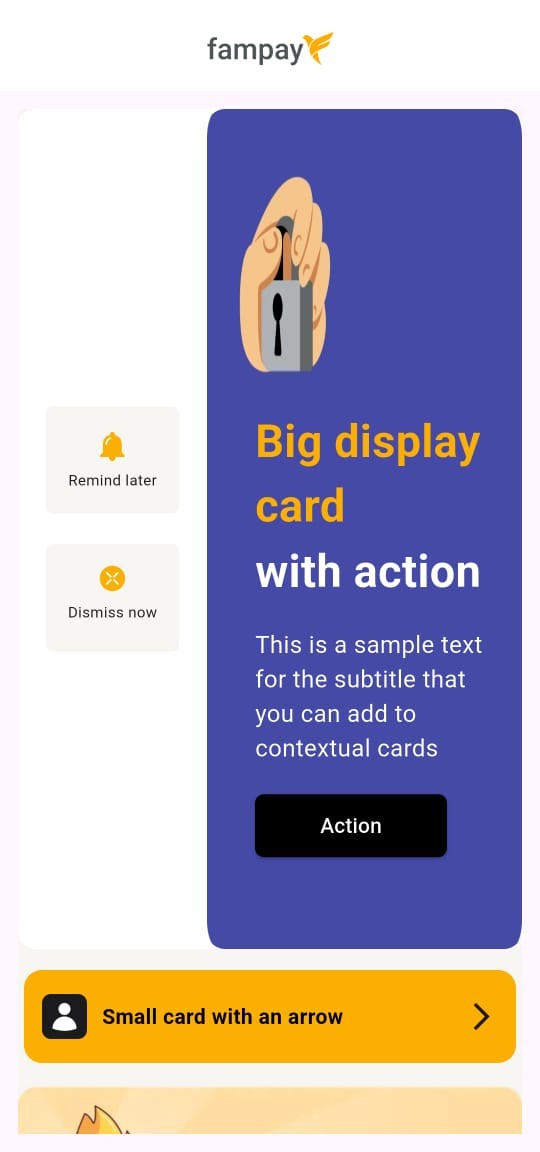 fampay
Remind later
Dismiss now
Big display
card
with action
This is a sample text
for the subtitle that
you can add to
contextual cards
Action
Small card with an arrow